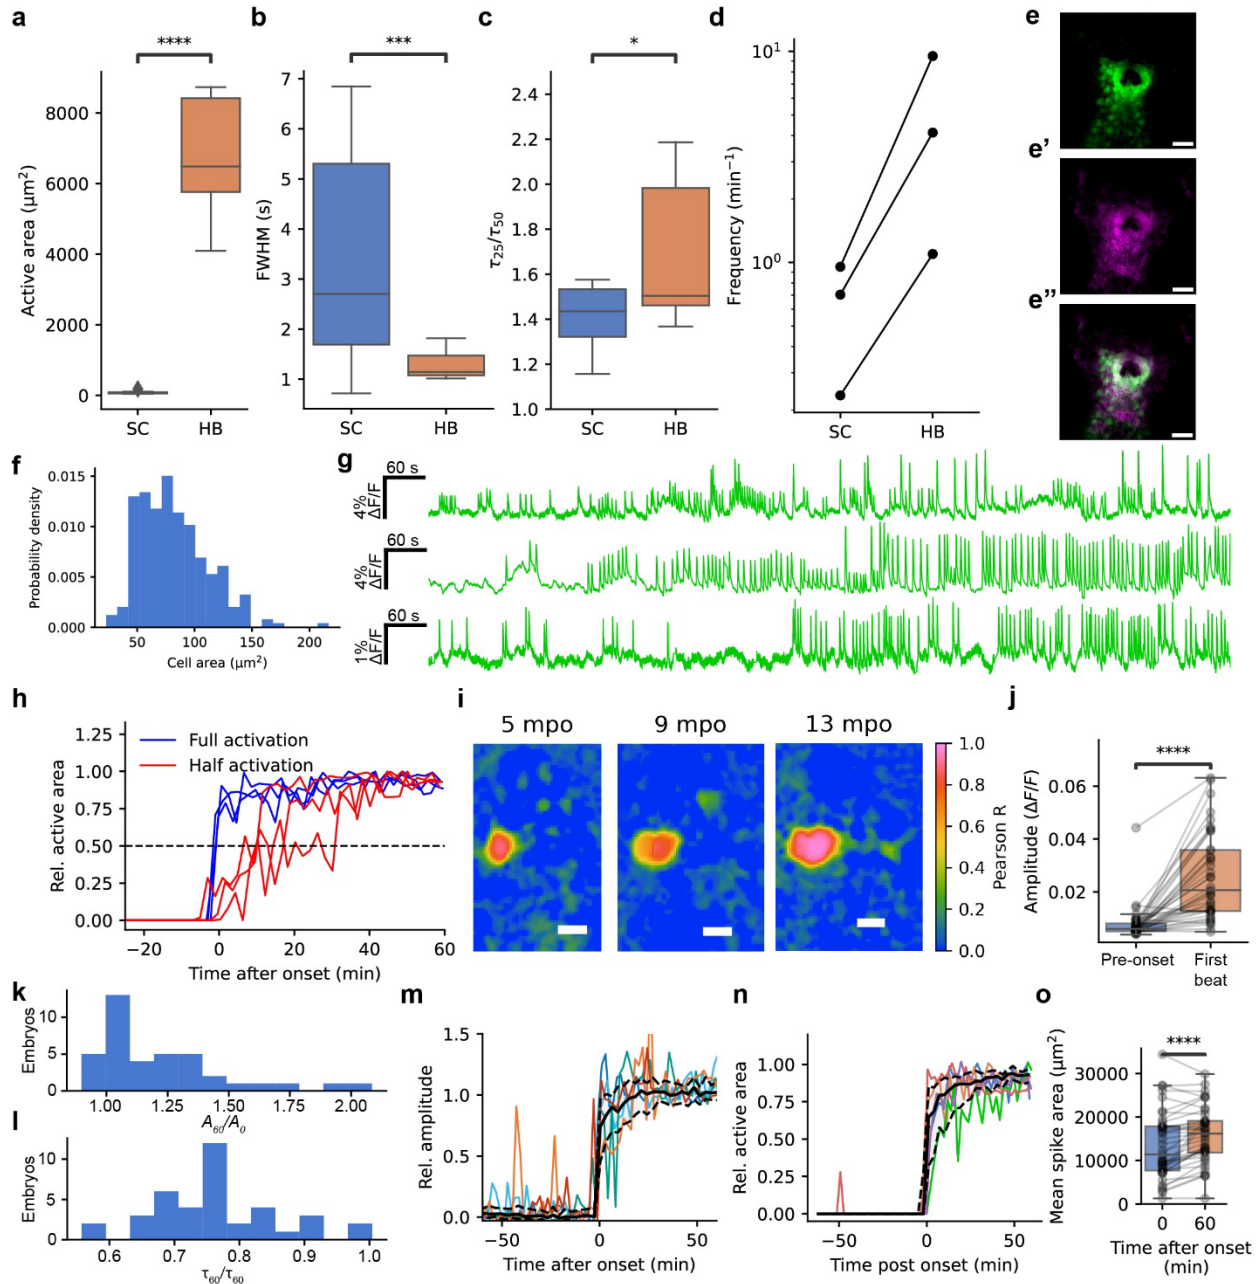 a
b
c
d
e
****
***
*
Active area (μm²)
8000
6000
4000
2000
0
SC
HB
FWHM (s)
7
6
5
4
3
2
1
SC
HB
τ25/τ50
2.4
2.2
2.0
1.8
1.6
1.4
1.2
1.0
SC
HB
Frequency (min⁻¹)
10¹
10⁰
SC
HB
e'
e”
f
Probability density
0.015
0.010
0.005
0.000
50
100
150
200
Cell area (μm²)
g
60 s
4%
ΔF/F
60 s
4%
ΔF/F
60 s
1%
ΔF/F
h
Rel. active area
1.25
1.00
0.75
0.50
0.25
0.00
Full activation
Half activation
−20
0
20
40
60
Time after onset (min)
i
5 mpo
9 mpo
13 mpo
1.0
0.8
0.6
0.4
0.2
0.0
Pearson R
j
****
Amplitude (ΔF/F)
0.06
0.04
0.02
Pre-onset
First
beat
k
Embryos
10
5
0
1.00
1.25
1.50
1.75
2.00
A60/A0
l
Embryos
10
5
0
0.6
0.7
0.8
0.9
1.0
τ60/τ60
m
Rel. amplitude
1.5
1.0
0.5
0.0
−50
0
50
Time after onset (min)
n
Rel. active area
1.00
0.75
0.50
0.25
0.00
−50
0
50
Time post onset (min)
o
****
Mean spike area (μm²)
30000
20000
10000
0
0
60
Time after onset
(min)